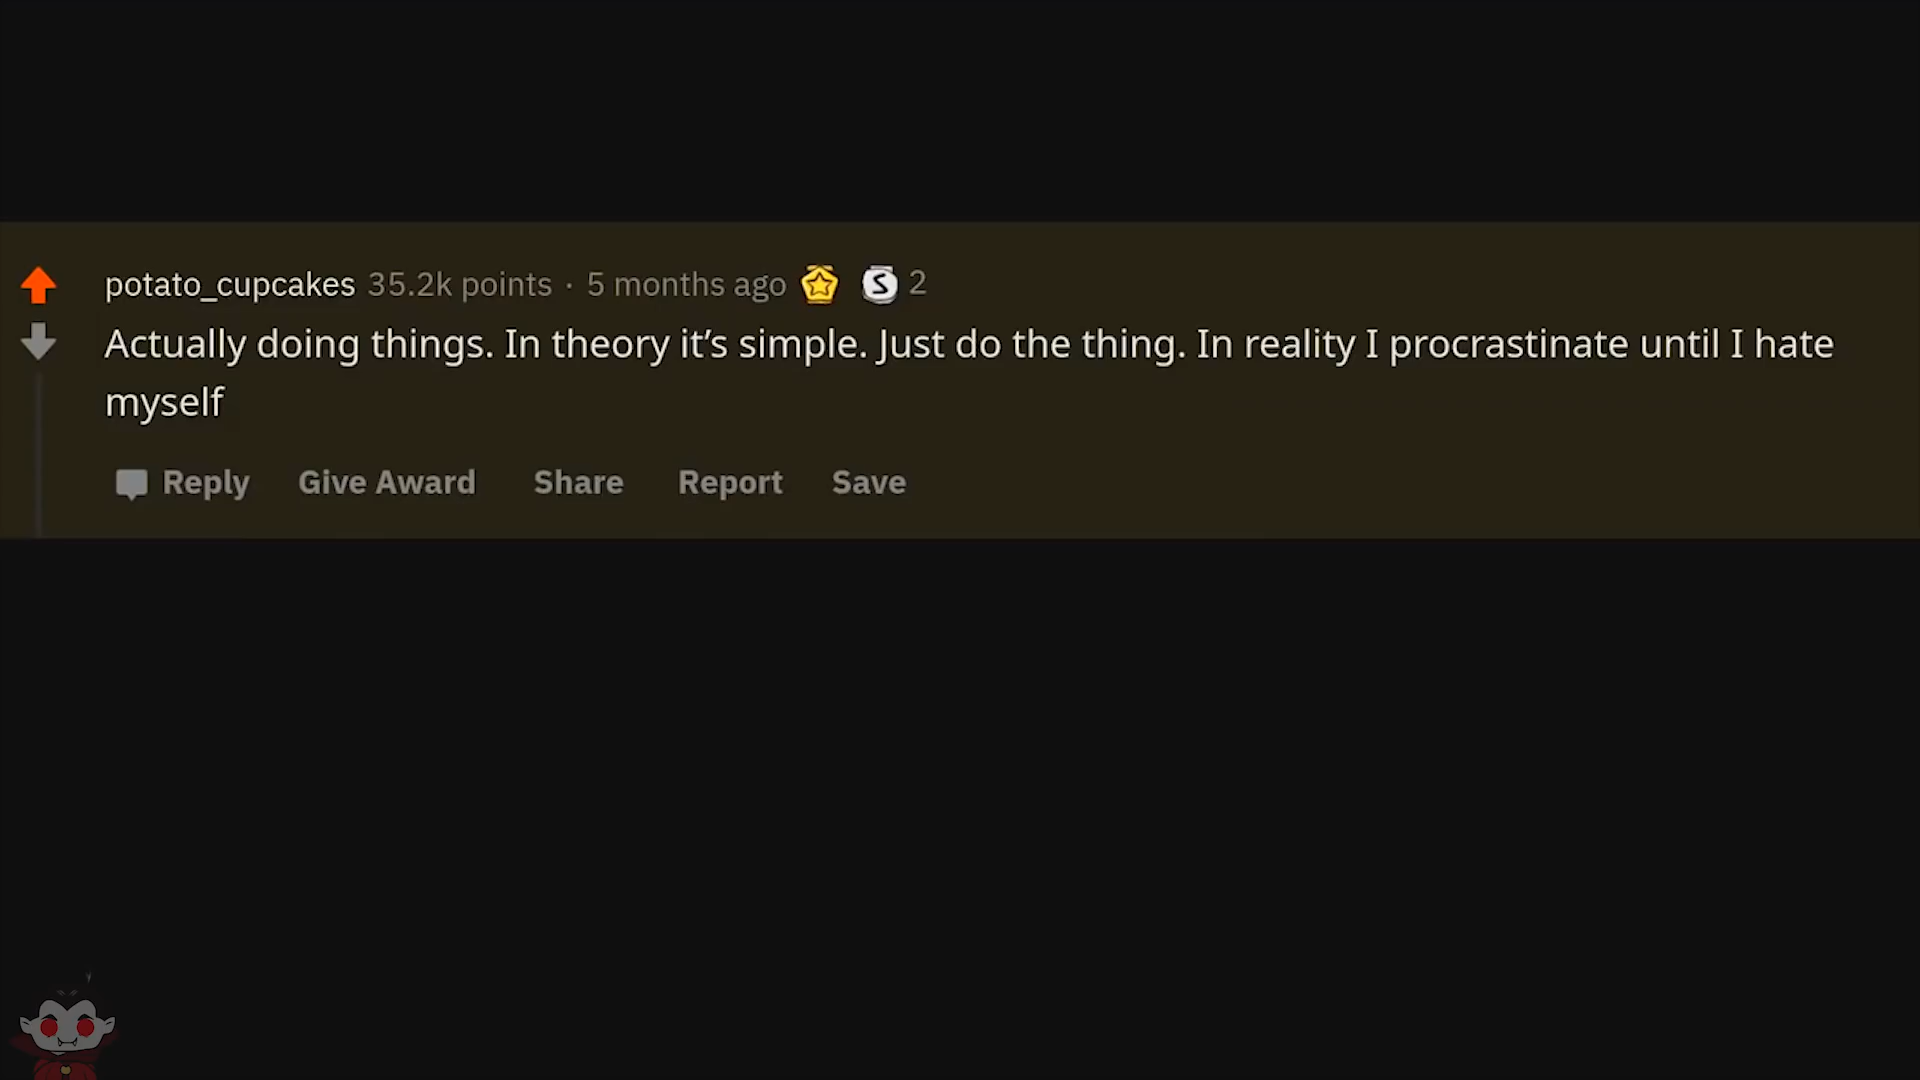 potato_cupcakes 35.2k points · 5 months ago S 2
Actually doing things. In theory it’s simple. Just do the thing. In reality I procrastinate until I hate
myself
Reply Give Award Share Report Save